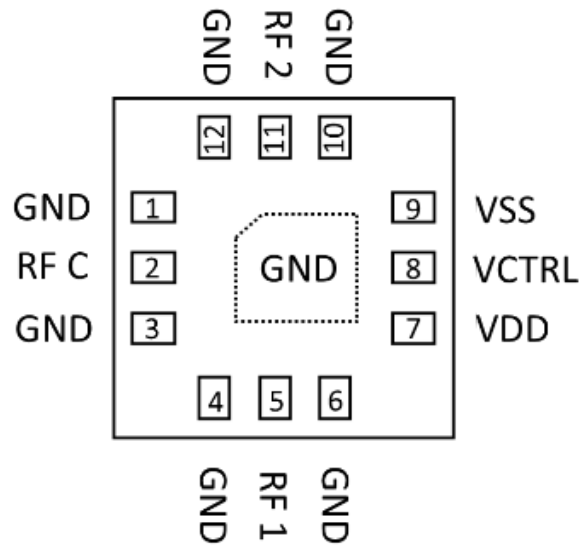 GND RF 2 GND
12 11 10
GND 1 9 VSS
RF C 2 GND 8 VCTRL
GND 3 7 VDD
4 5 6
GND RF 1 GND